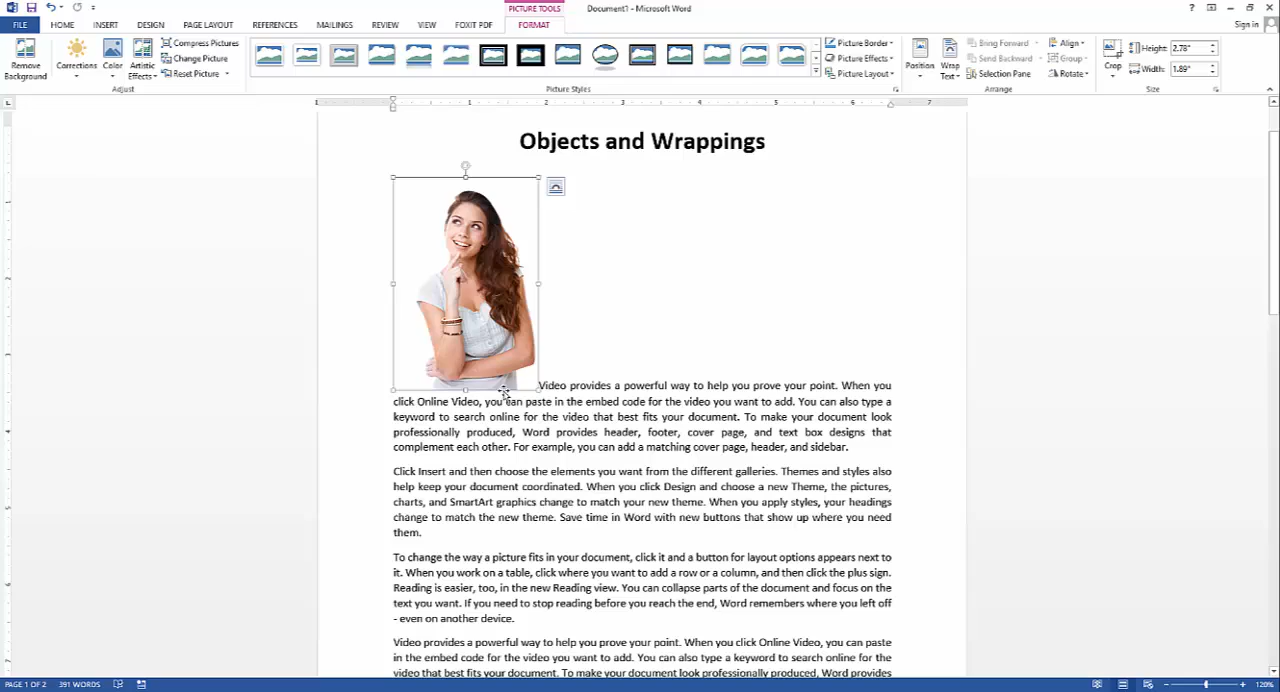 Document1 - Microsoft Word
PICTURE TOOLS
Sign in
FILE HOME INSERT DESIGN PAGE LAYOUT REFERENCES MAILINGS REVIEW VIEW FOXIT PDF FORMAT
Remove Background
Corrections
Color
Artistic Effects
Compress Pictures
Change Picture
Reset Picture
Adjust
Picture Styles
Picture Border
Picture Effects
Picture Layout
Position
Wrap Text
Bring Forward
Send Backward
Selection Pane
Align
Group
Rotate
Arrange
Crop
Height: 2.78"
Width: 1.89"
Size
1 1 2 3 4 5 6 7
Objects and Wrappings
Video provides a powerful way to help you prove your point. When you
click Online Video, you can paste in the embed code for the video you want to add. You can also type a
keyword to search online for the video that best fits your document. To make your document look
professionally produced, Word provides header, footer, cover page, and text box designs that
complement each other. For example, you can add a matching cover page, header, and sidebar.
Click Insert and then choose the elements you want from the different galleries. Themes and styles also
help keep your document coordinated. When you click Design and choose a new Theme, the pictures,
charts, and SmartArt graphics change to match your new theme. When you apply styles, your headings
change to match the new theme. Save time in Word with new buttons that show up where you need
them.
To change the way a picture fits in your document, click it and a button for layout options appears next to
it. When you work on a table, click where you want to add a row or a column, and then click the plus sign.
Reading is easier, too, in the new Reading view. You can collapse parts of the document and focus on the
text you want. If you need to stop reading before you reach the end, Word remembers where you left off
- even on another device.
Video provides a powerful way to help you prove your point. When you click Online Video, you can paste
in the embed code for the video you want to add. You can also type a keyword to search online for the
video that best fits your document. To make your document look professionally produced, Word provides
PAGE 1 OF 2 391 WORDS
120%